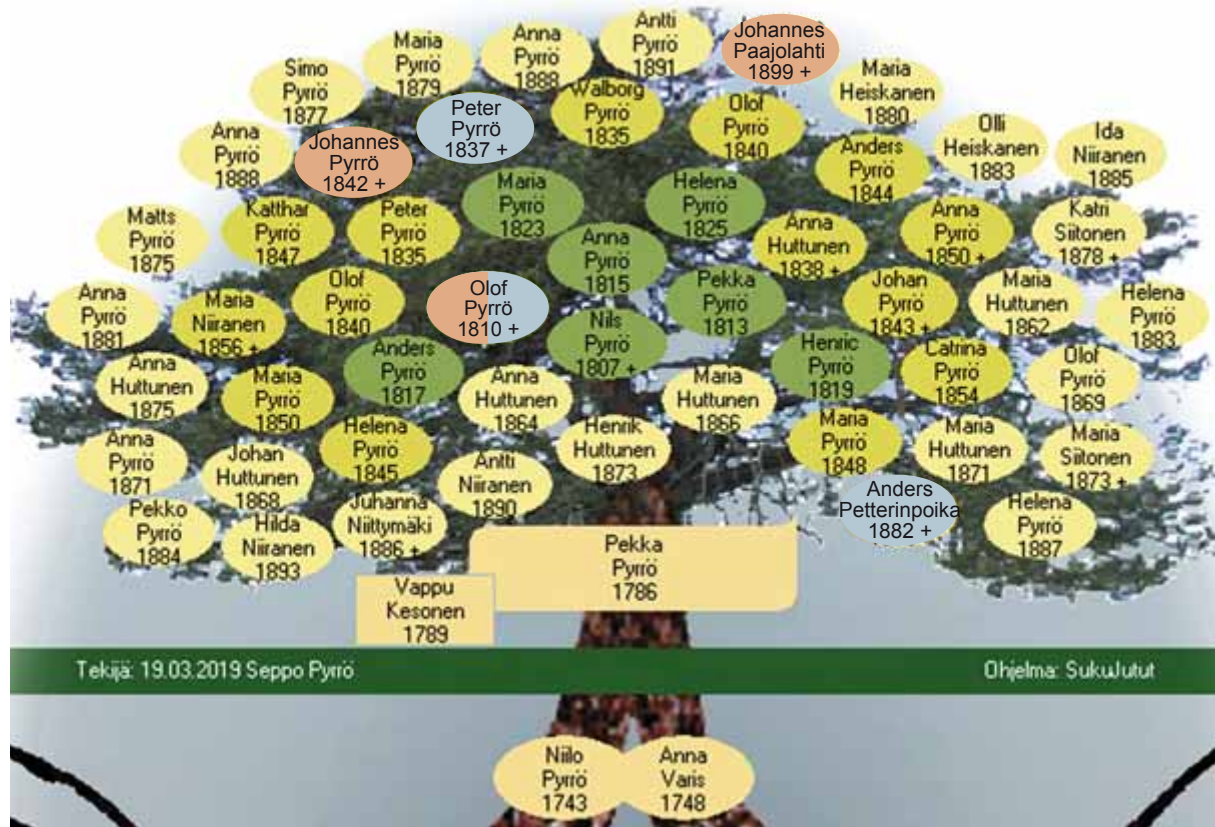 Antti
Pyrrö
1891
Johannes
Paajolahti
1899 +
Anna
Pyrrö
1888
Maria
Pyrrö
1879
Simo
Pyrrö
1877
Maria
Heiskanen
1880
Walborg
Pyrrö
1835
Olof
Pyrrö
1840
Peter
Pyrrö
1837 +
Olli
Heiskanen
1883
Ida
Niiranen
1885
Anna
Pyrrö
1888
Johannes
Pyrrö
1842 +
Anders
Pyrrö
1844
Maria
Pyrrö
1823
Helena
Pyrrö
1825
Matts
Pyrrö
1875
Katthar
Pyrrö
1847
Peter
Pyrrö
1835
Anna
Pyrrö
1815
Anna
Huttunen
1838 +
Anna
Pyrrö
1850 +
Katri
Siitonen
1878 +
Anna
Pyrrö
1881
Maria
Niiranen
1856 +
Olof
Pyrrö
1840
Olof
Pyrrö
1810 +
Pekka
Pyrrö
1813
Johan
Pyrrö
1843 +
Maria
Huttunen
1862
Helena
Pyrrö
1883
Nils
Pyrrö
1807 +
Anders
Pyrrö
1817
Henric
Pyrrö
1819
Catrina
Pyrrö
1854
Olof
Pyrrö
1869
Anna
Huttunen
1875
Maria
Pyrrö
1850
Anna
Huttunen
1864
Maria
Huttunen
1866
Anna
Pyrrö
1871
Johan
Huttunen
1868
Helena
Pyrrö
1845
Antti
Niiranen
1890
Henrik
Huttunen
1873
Maria
Pyrrö
1848
Maria
Huttunen
1871
Maria
Siitonen
1873 +
Pekko
Pyrrö
1884
Hilda
Niiranen
1893
Juhanna
Niittymäki
1886 +
Anders
Petterinpoika
1882 +
Helena
Pyrrö
1887
Pekka
Pyrrö
1786
Vappu
Kesonen
1789
Tekijä: 19.03.2019 Seppo Pyrrö
Ohjelma: SukuJutut
Niilo
Pyrrö
1743
Anna
Varis
1748